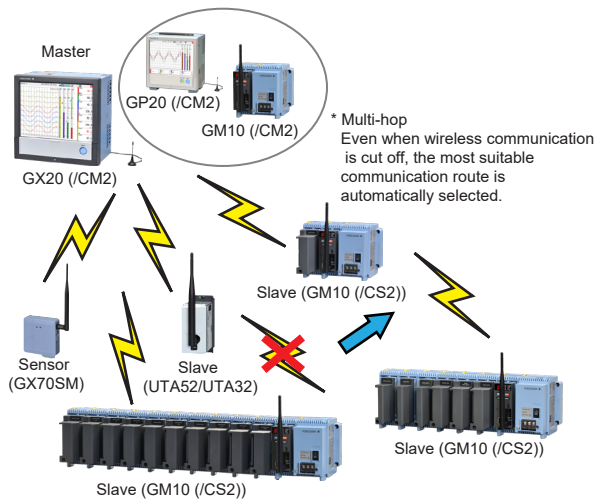 Master
GP20 (/CM2)
GM10 (/CM2)
GX20 (/CM2)
* Multi-hop
Even when wireless communication
is cut off, the most suitable
communication route is
automatically selected.
Slave (GM10 (/CS2))
Sensor
(GX70SM)
Slave
(UTA52/UTA32)
Slave (GM10 (/CS2))
Slave (GM10 (/CS2))